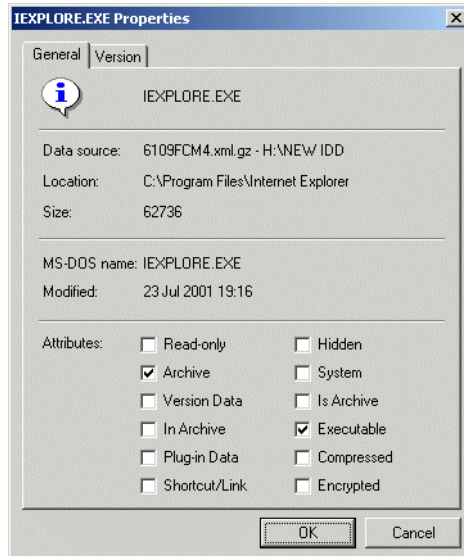 IEXPLORE.EXE Properties
General Version
IEXPLORE.EXE
Data source: 6109FCM4.xml.gz - H:\NEW IDD
Location: C:\Program Files\Internet Explorer
Size: 62736
MS-DOS name: IEXPLORE.EXE
Modified: 23 Jul 2001 19:16
Attributes: Read-only Hidden
Archive System
Version Data Is Archive
In Archive Executable
Plug-in Data Compressed
Shortcut/Link Encrypted
OK Cancel